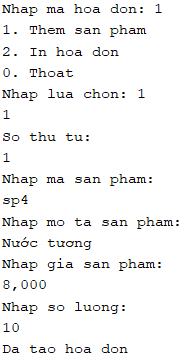 Nhap ma hoa don: 1
1. Them san pham
2. In hoa don
0. Thoat
Nhap lua chon: 1
1
So thu tu:
1
Nhap ma san pham:
sp4
Nhap mo ta san pham:
Nước tương
Nhap gia san pham:
8,000
Nhap so luong:
10
Da tao hoa don